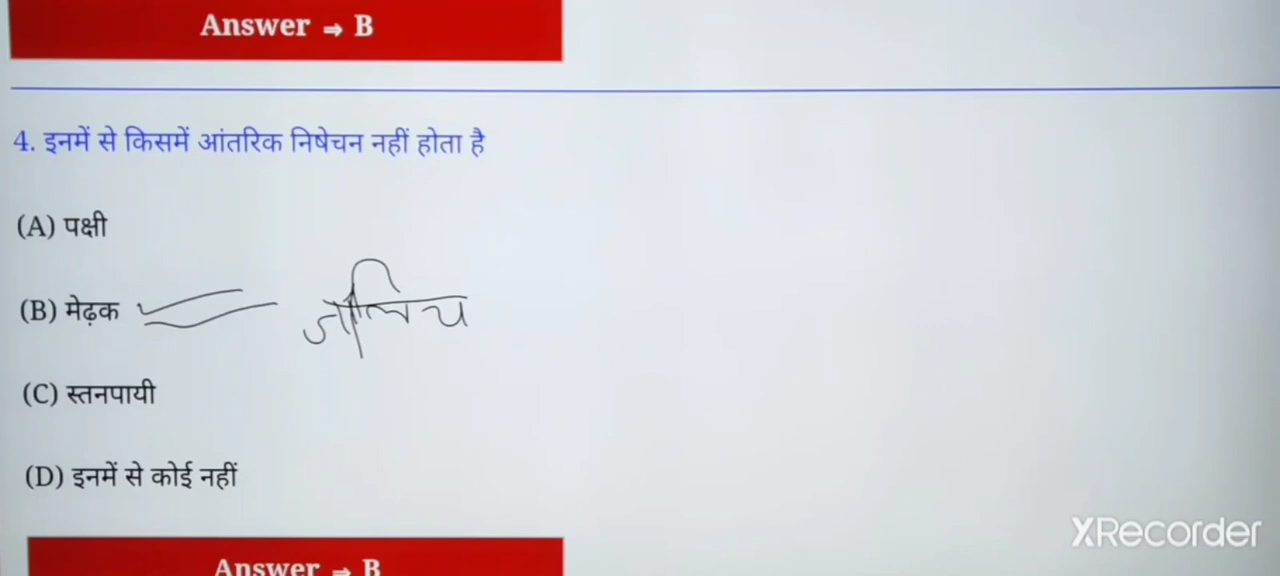 Answer ⇒ B
4. इनमें से किसमें आंतरिक निषेचन नहीं होता है
(A) पक्षी
(B) मेढ़क
(C) स्तनपायी
(D) इनमें से कोई नहीं
XRecorder
Answer ⇒ B